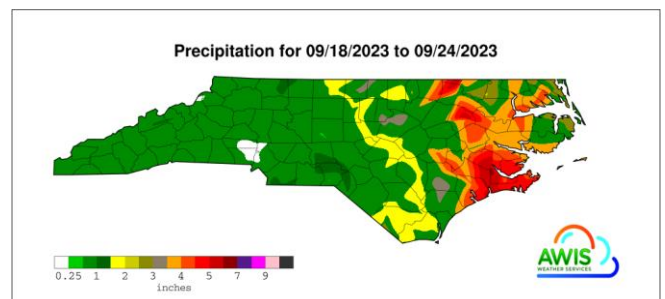 Precipitation for 09/18/2023 to 09/24/2023
0.25 1 2 3 4 5 7 9
inches
AWIS
WEATHER SERVICES